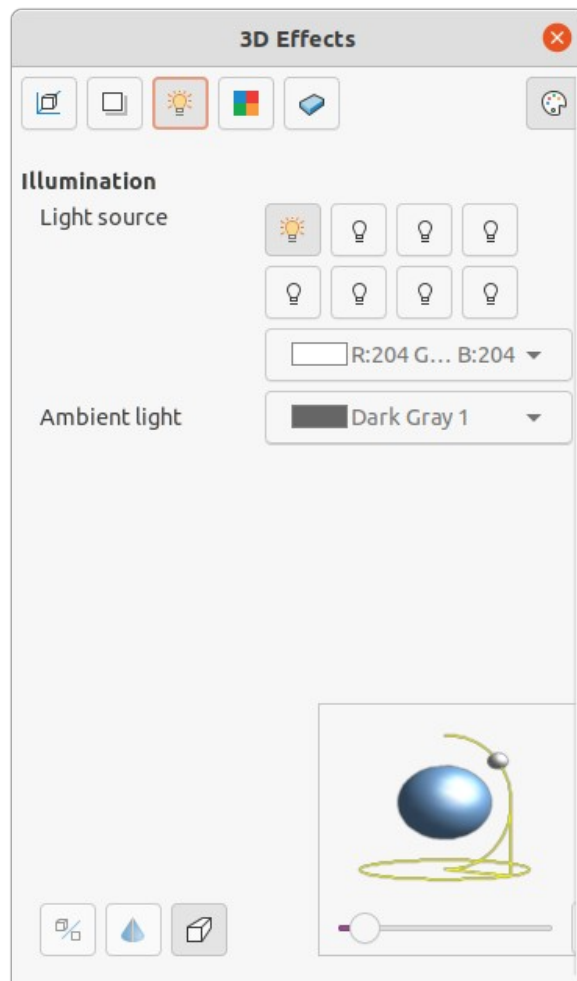 3D Effects
Illumination
Light source
R:204 G... B:204
Ambient light
Dark Gray 1